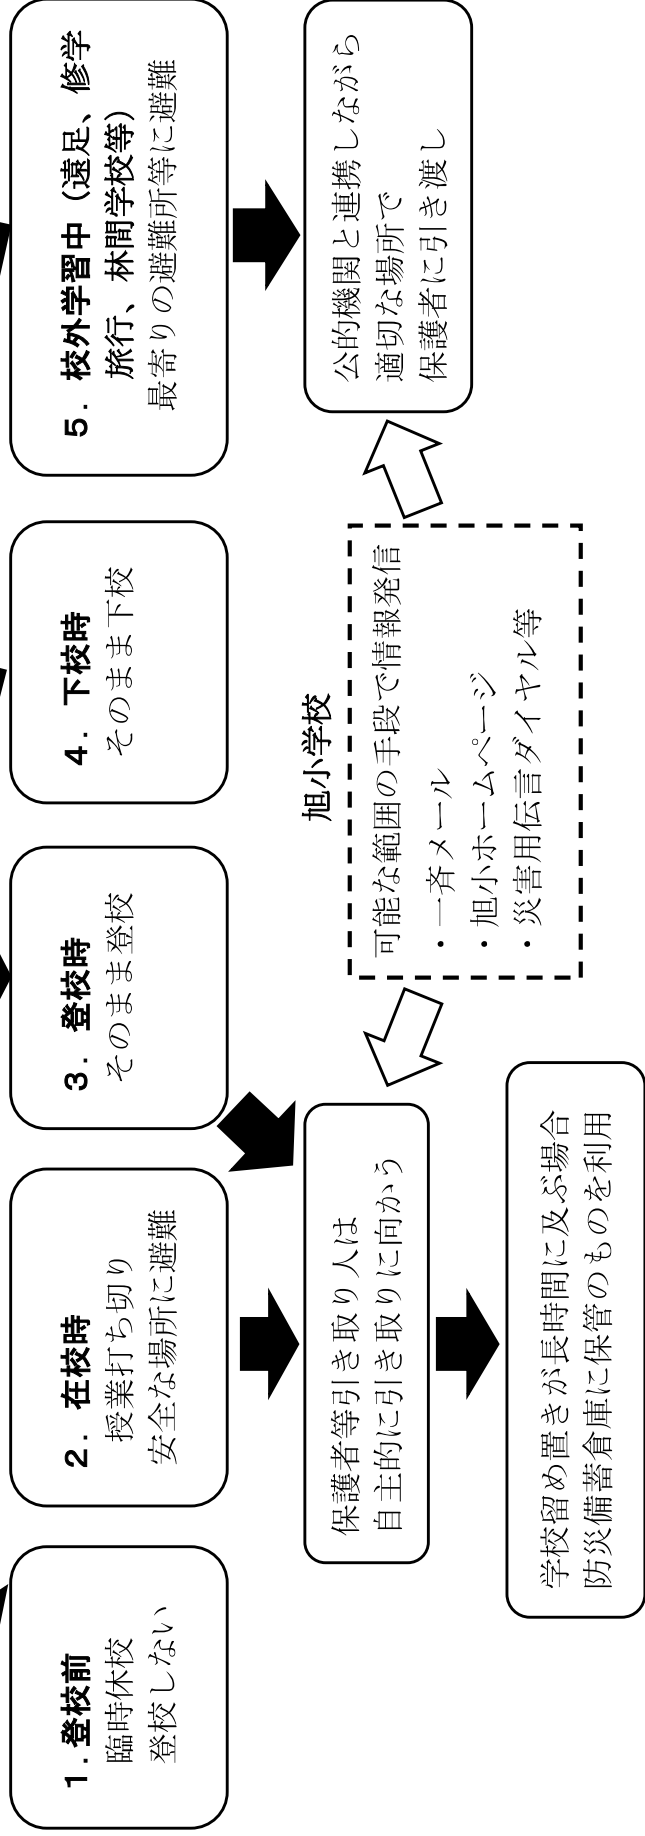 1．登校前
臨時休校
登校しない
2．在校時
授業打ち切り
安全な場所に避難
3．登校時
そのまま登校
4．下校時
そのまま下校
5．校外学習中（遠足、修学
旅行、林間学校等）
最寄りの避難所等に避難
保護者等引き取り人は
自主的に引き取りに向かう
旭小学校
可能な範囲の手段で情報発信
・一斉メール
・旭小ホームページ
・災害用伝言ダイヤル等
公的機関と連携しながら
適切な場所で
保護者に引き渡し
学校留め置きが長時間に及ぶ場合
防災備蓄倉庫に保管のものを利用